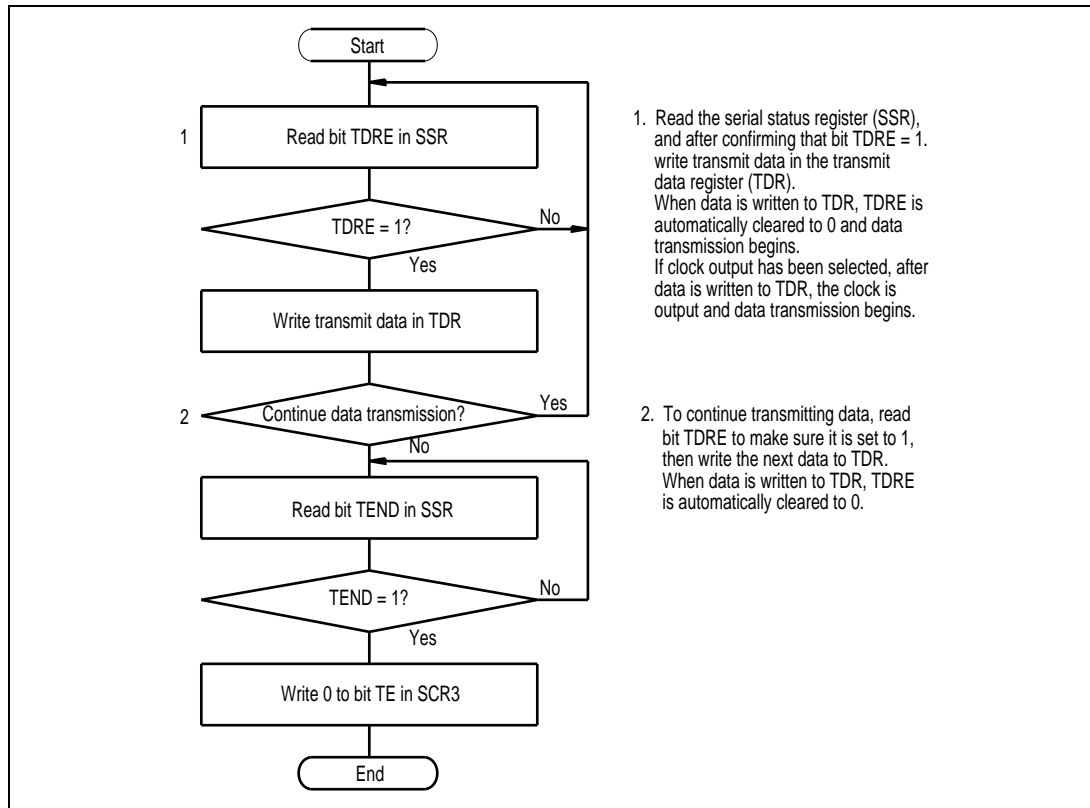 Start
1
Read bit TDRE in SSR
TDRE = 1?
No
Yes
Write transmit data in TDR
2
Continue data transmission?
Yes
No
Read bit TEND in SSR
TEND = 1?
No
Yes
Write 0 to bit TE in SCR3
End
1. Read the serial status register (SSR),
and after confirming that bit TDRE = 1.
write transmit data in the transmit
data register (TDR).
When data is written to TDR, TDRE is
automatically cleared to 0 and data
transmission begins.
If clock output has been selected, after
data is written to TDR, the clock is
output and data transmission begins.
2. To continue transmitting data, read
bit TDRE to make sure it is set to 1,
then write the next data to TDR.
When data is written to TDR, TDRE
is automatically cleared to 0.